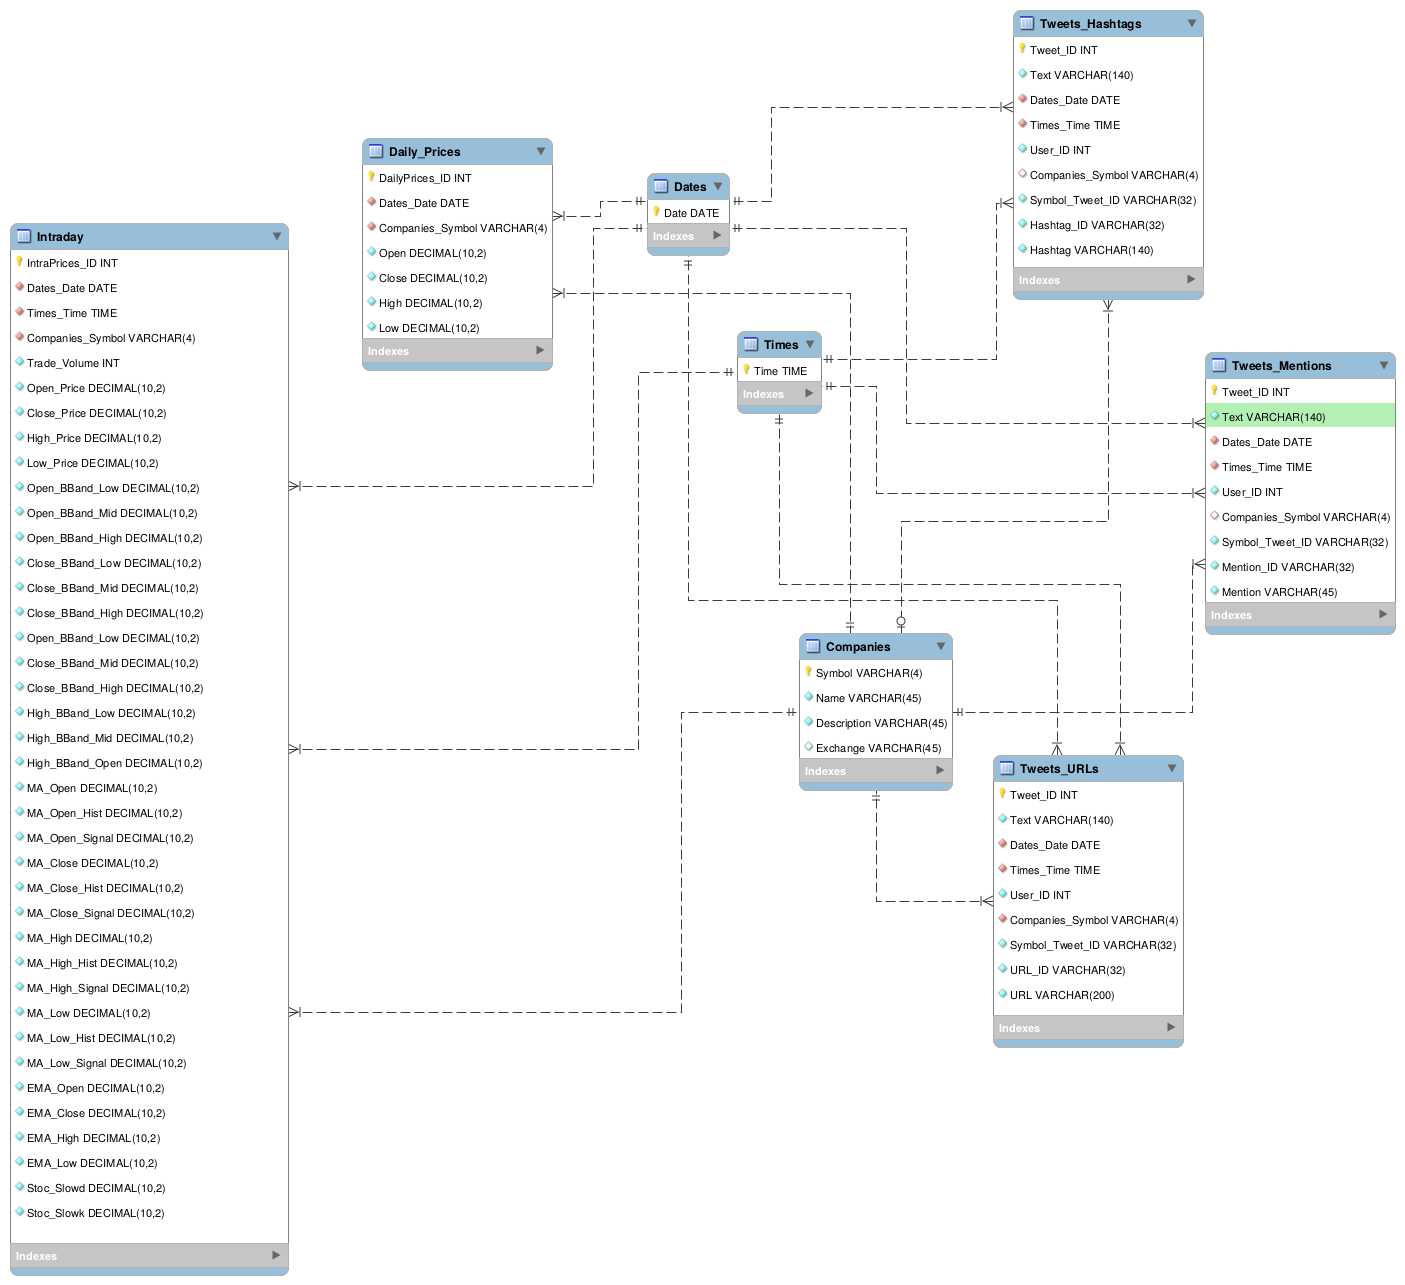 Intraday
IntraPrices_ID INT
Dates_Date DATE
Times_Time TIME
Companies_Symbol VARCHAR(4)
Trade_Volume INT
Open_Price DECIMAL(10,2)
Close_Price DECIMAL(10,2)
High_Price DECIMAL(10,2)
Low_Price DECIMAL(10,2)
Open_BBand_Low DECIMAL(10,2)
Open_BBand_Mid DECIMAL(10,2)
Open_BBand_High DECIMAL(10,2)
Close_BBand_Low DECIMAL(10,2)
Close_BBand_Mid DECIMAL(10,2)
Close_BBand_High DECIMAL(10,2)
Open_BBand_Low DECIMAL(10,2)
Close_BBand_Mid DECIMAL(10,2)
Close_BBand_High DECIMAL(10,2)
High_BBand_Low DECIMAL(10,2)
High_BBand_Mid DECIMAL(10,2)
High_BBand_Open DECIMAL(10,2)
MA_Open DECIMAL(10,2)
MA_Open_Hist DECIMAL(10,2)
MA_Open_Signal DECIMAL(10,2)
MA_Close DECIMAL(10,2)
MA_Close_Hist DECIMAL(10,2)
MA_Close_Signal DECIMAL(10,2)
MA_High DECIMAL(10,2)
MA_High_Hist DECIMAL(10,2)
MA_High_Signal DECIMAL(10,2)
MA_Low DECIMAL(10,2)
MA_Low_Hist DECIMAL(10,2)
MA_Low_Signal DECIMAL(10,2)
EMA_Open DECIMAL(10,2)
EMA_Close DECIMAL(10,2)
EMA_High DECIMAL(10,2)
EMA_Low DECIMAL(10,2)
Stoc_Slowd DECIMAL(10,2)
Stoc_Slowk DECIMAL(10,2)
Indexes
Daily_Prices
DailyPrices_ID INT
Dates_Date DATE
Companies_Symbol VARCHAR(4)
Open DECIMAL(10,2)
Close DECIMAL(10,2)
High DECIMAL(10,2)
Low DECIMAL(10,2)
Indexes
Dates
Date DATE
Indexes
Times
Time TIME
Indexes
Companies
Symbol VARCHAR(4)
Name VARCHAR(45)
Description VARCHAR(45)
Exchange VARCHAR(45)
Indexes
Tweets_Hashtags
Tweet_ID INT
Text VARCHAR(140)
Dates_Date DATE
Times_Time TIME
User_ID INT
Companies_Symbol VARCHAR(4)
Symbol_Tweet_ID VARCHAR(32)
Hashtag_ID VARCHAR(32)
Hashtag VARCHAR(140)
Indexes
Tweets_Mentions
Tweet_ID INT
Text VARCHAR(140)
Dates_Date DATE
Times_Time TIME
User_ID INT
Companies_Symbol VARCHAR(4)
Symbol_Tweet_ID VARCHAR(32)
Mention_ID VARCHAR(32)
Mention VARCHAR(45)
Indexes
Tweets_URLs
Tweet_ID INT
Text VARCHAR(140)
Dates_Date DATE
Times_Time TIME
User_ID INT
Companies_Symbol VARCHAR(4)
Symbol_Tweet_ID VARCHAR(32)
URL_ID VARCHAR(32)
URL VARCHAR(200)
Indexes